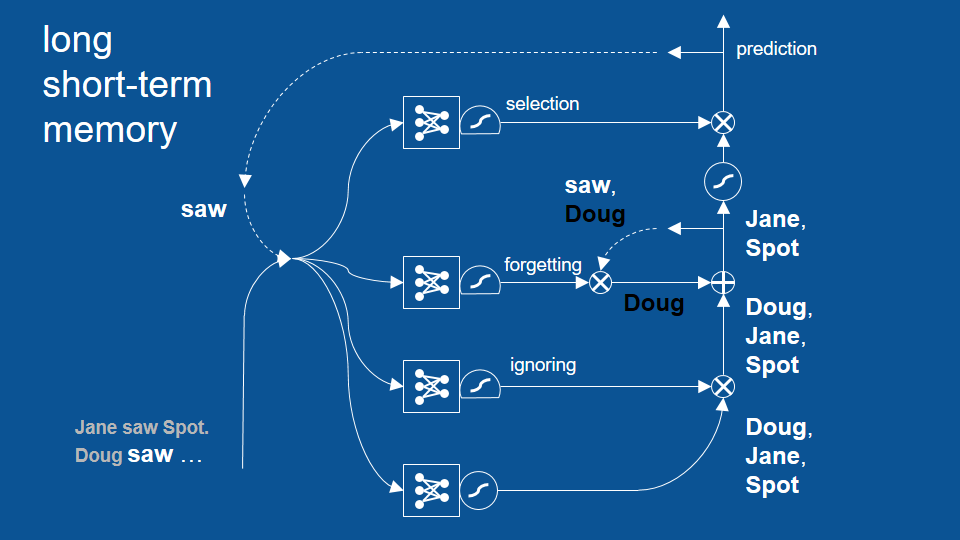 long
short-term
memory
prediction
selection
saw,
Doug
saw
Jane,
Spot
forgetting
Doug
Doug,
Jane,
Spot
ignoring
Jane saw Spot.
Doug saw ...
Doug,
Jane,
Spot